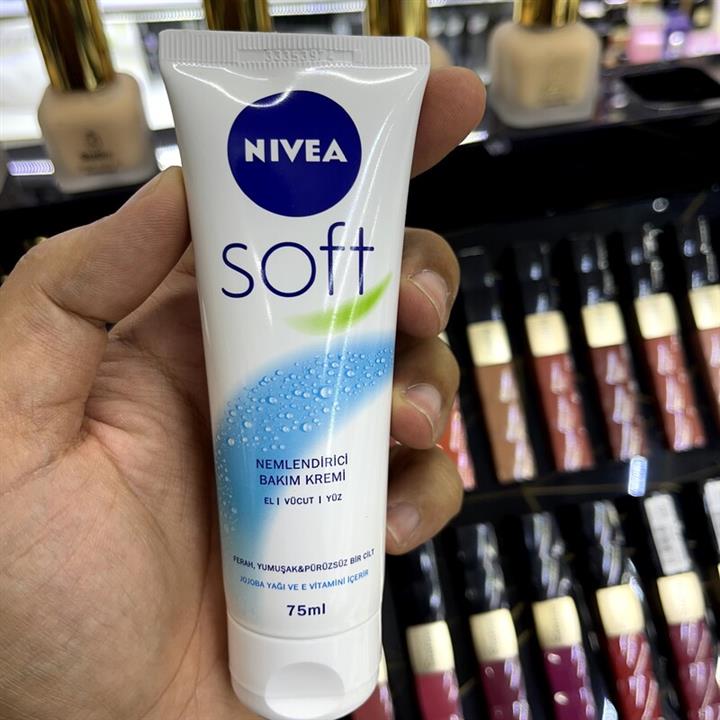 NIVEA
soft
NEMLENDİRİCİ
BAKIM KREMİ
EL | VÜCUT | YÜZ
FERAH, YUMUŞAK&PÜRÜZSÜZ BİR CİLT
JOJOBA YAĞI VE E VİTAMİNİ İÇERİR
75ml